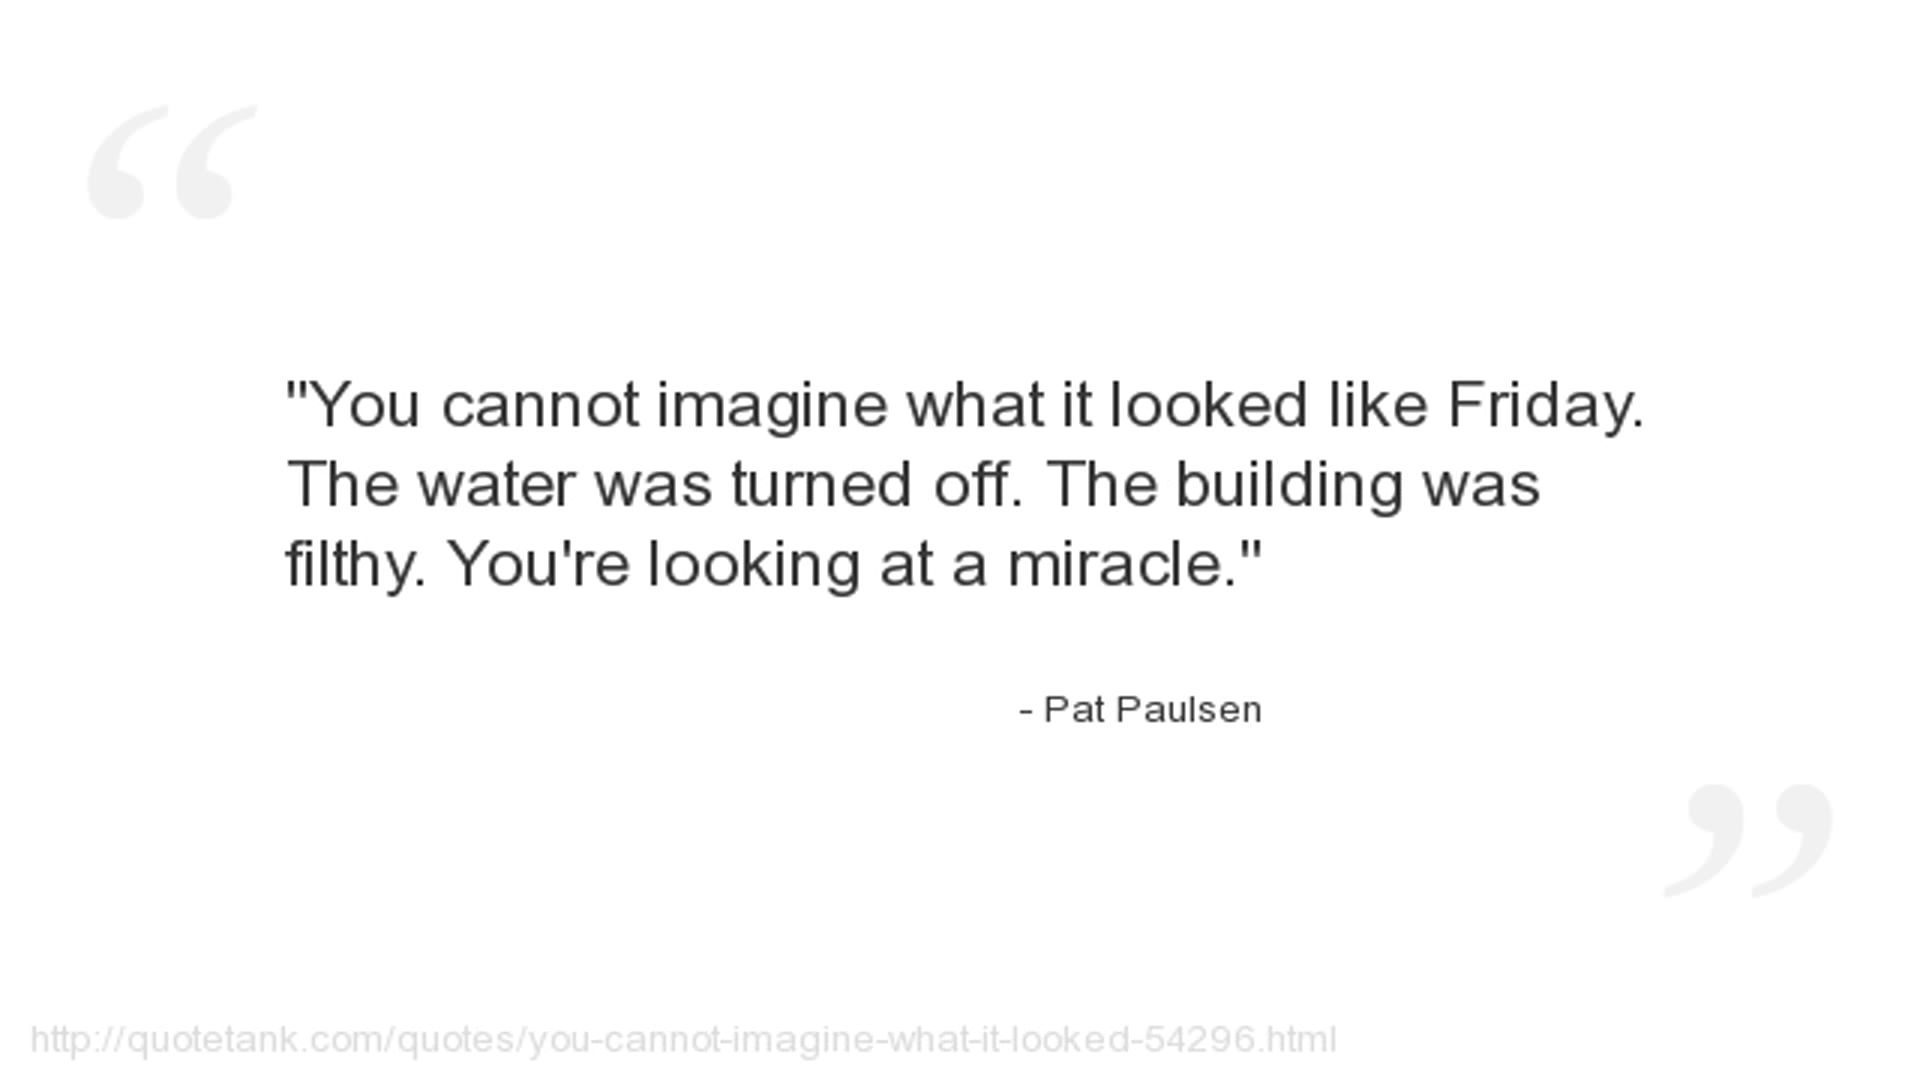 "You cannot imagine what it looked like Friday.
The water was turned off. The building was
filthy. You're looking at a miracle."
- Pat Paulsen
http://quotetank.com/quotes/you-cannot-imagine-what-it-looked-54296.html